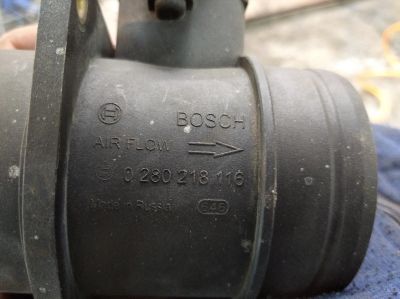 BOSCH
AIR FLOW
0 280 218 116
Made in Russia